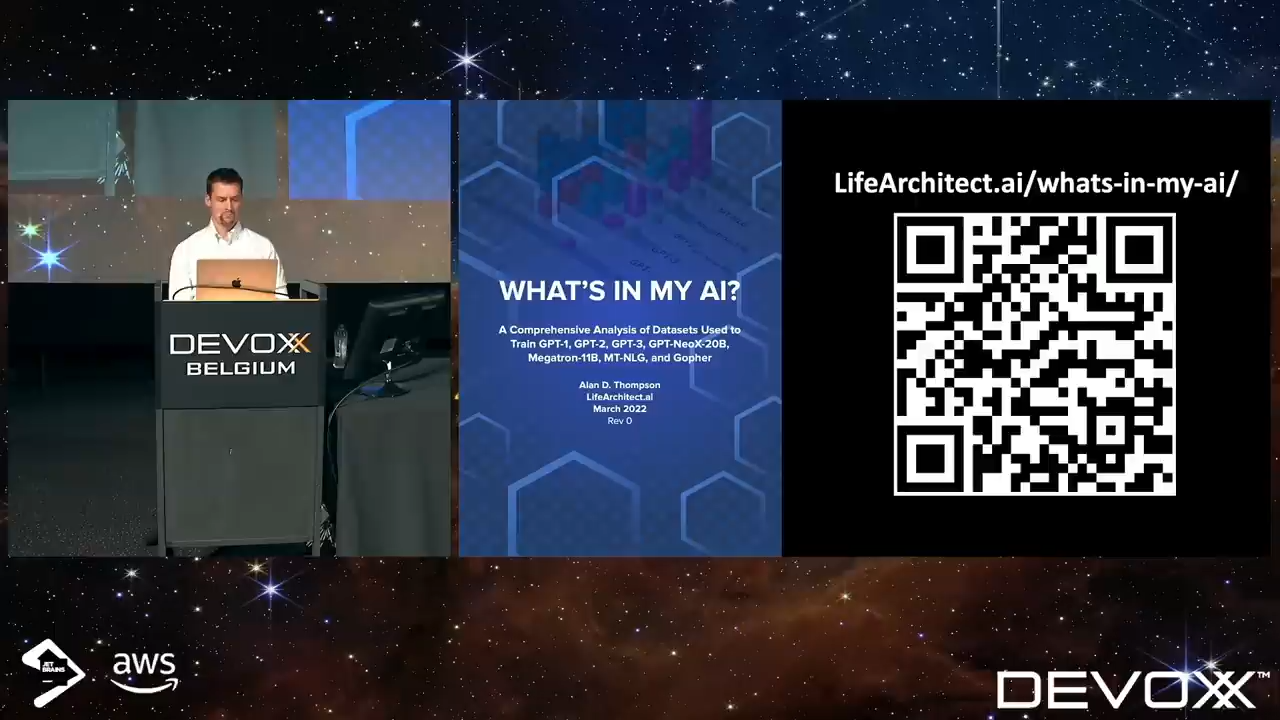 DEVOXX
BELGIUM
WHAT'S IN MY AI?
A Comprehensive Analysis of Datasets Used to
Train GPT-1, GPT-2, GPT-3, GPT-NeoX-20B,
Megatron-11B, MT-NLG, and Gopher
Alan D. Thompson
LifeArchitect.ai
March 2022
Rev 0
LifeArchitect.ai/whats-in-my-ai/
JET
BRAINS
aws
DEVOXX™